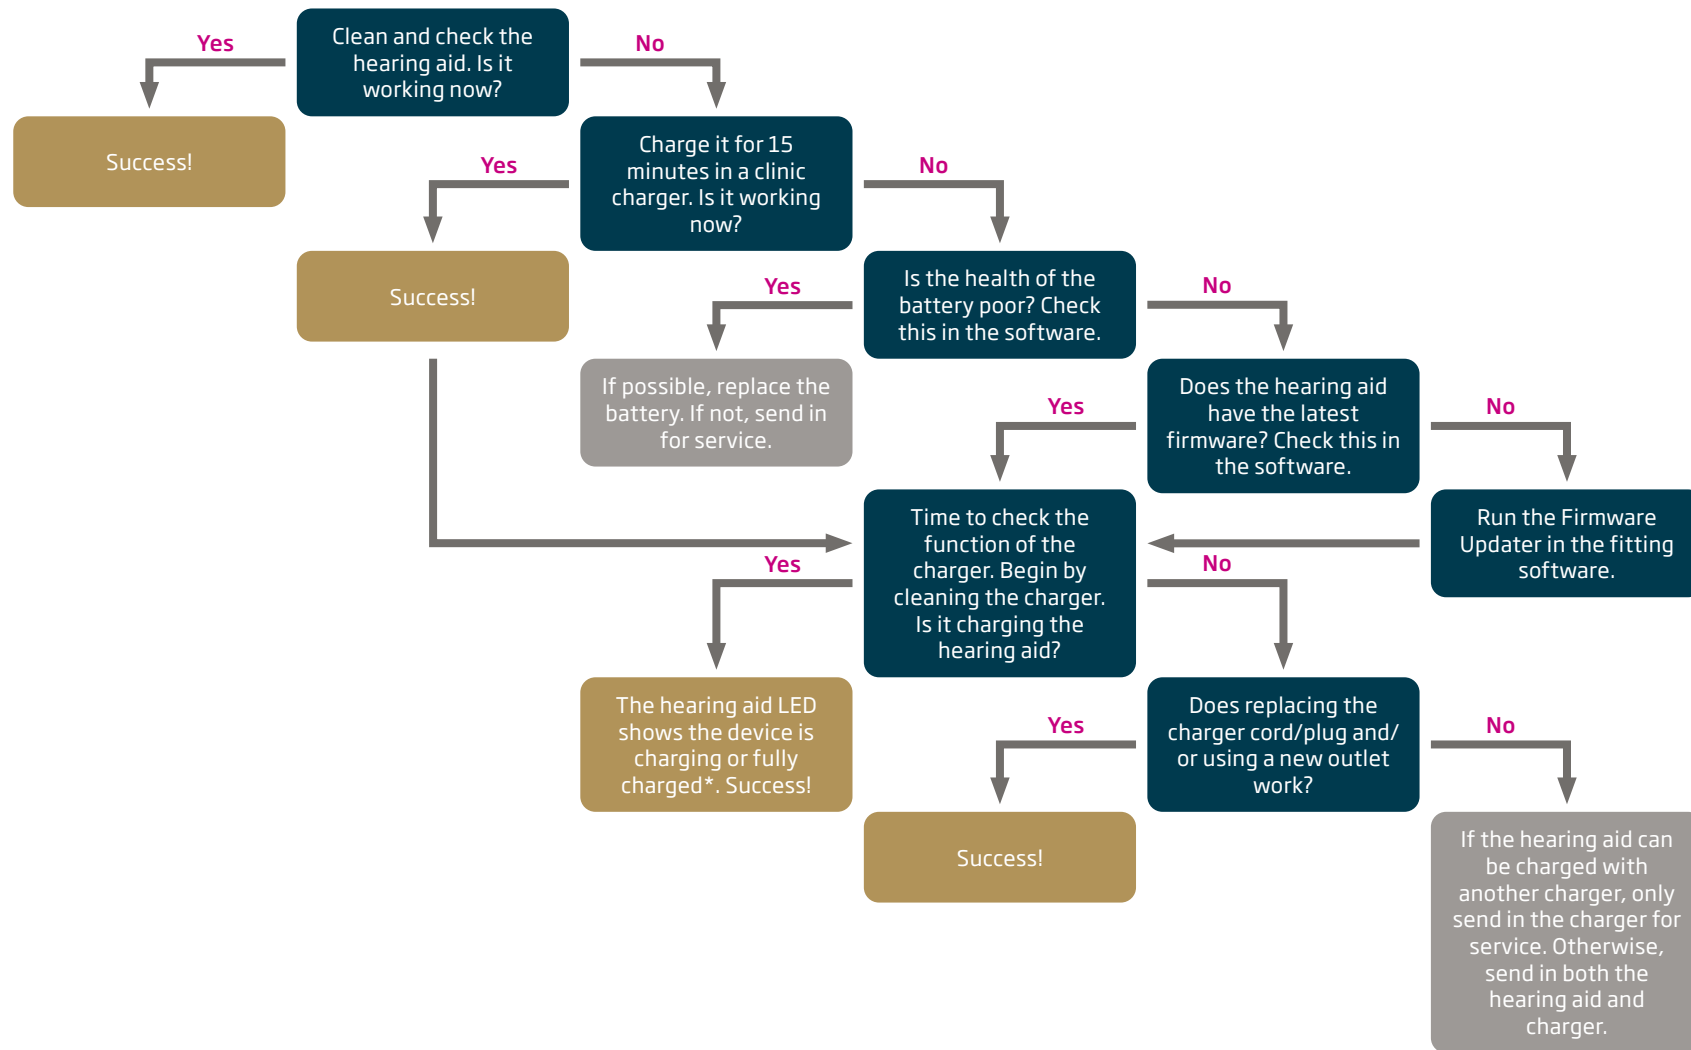 Yes
Clean and check the
hearing aid. Is it
working now?
No
Success!
Yes
Charge it for 15
minutes in a clinic
charger. Is it working
now?
No
Success!
Yes
Is the health of the
battery poor? Check
this in the software.
No
If possible, replace the
battery. If not, send in
for service.
Yes
Does the hearing aid
have the latest
firmware? Check this in
the software.
No
Time to check the
function of the
charger. Begin by
cleaning the charger.
Is it charging the
hearing aid?
Run the Firmware
Updater in the fitting
software.
Yes
No
The hearing aid LED
shows the device is
charging or fully
charged*. Success!
Yes
Does replacing the
charger cord/plug and/
or using a new outlet
work?
No
Success!
If the hearing aid can
be charged with
another charger, only
send in the charger for
service. Otherwise,
send in both the
hearing aid and
charger.